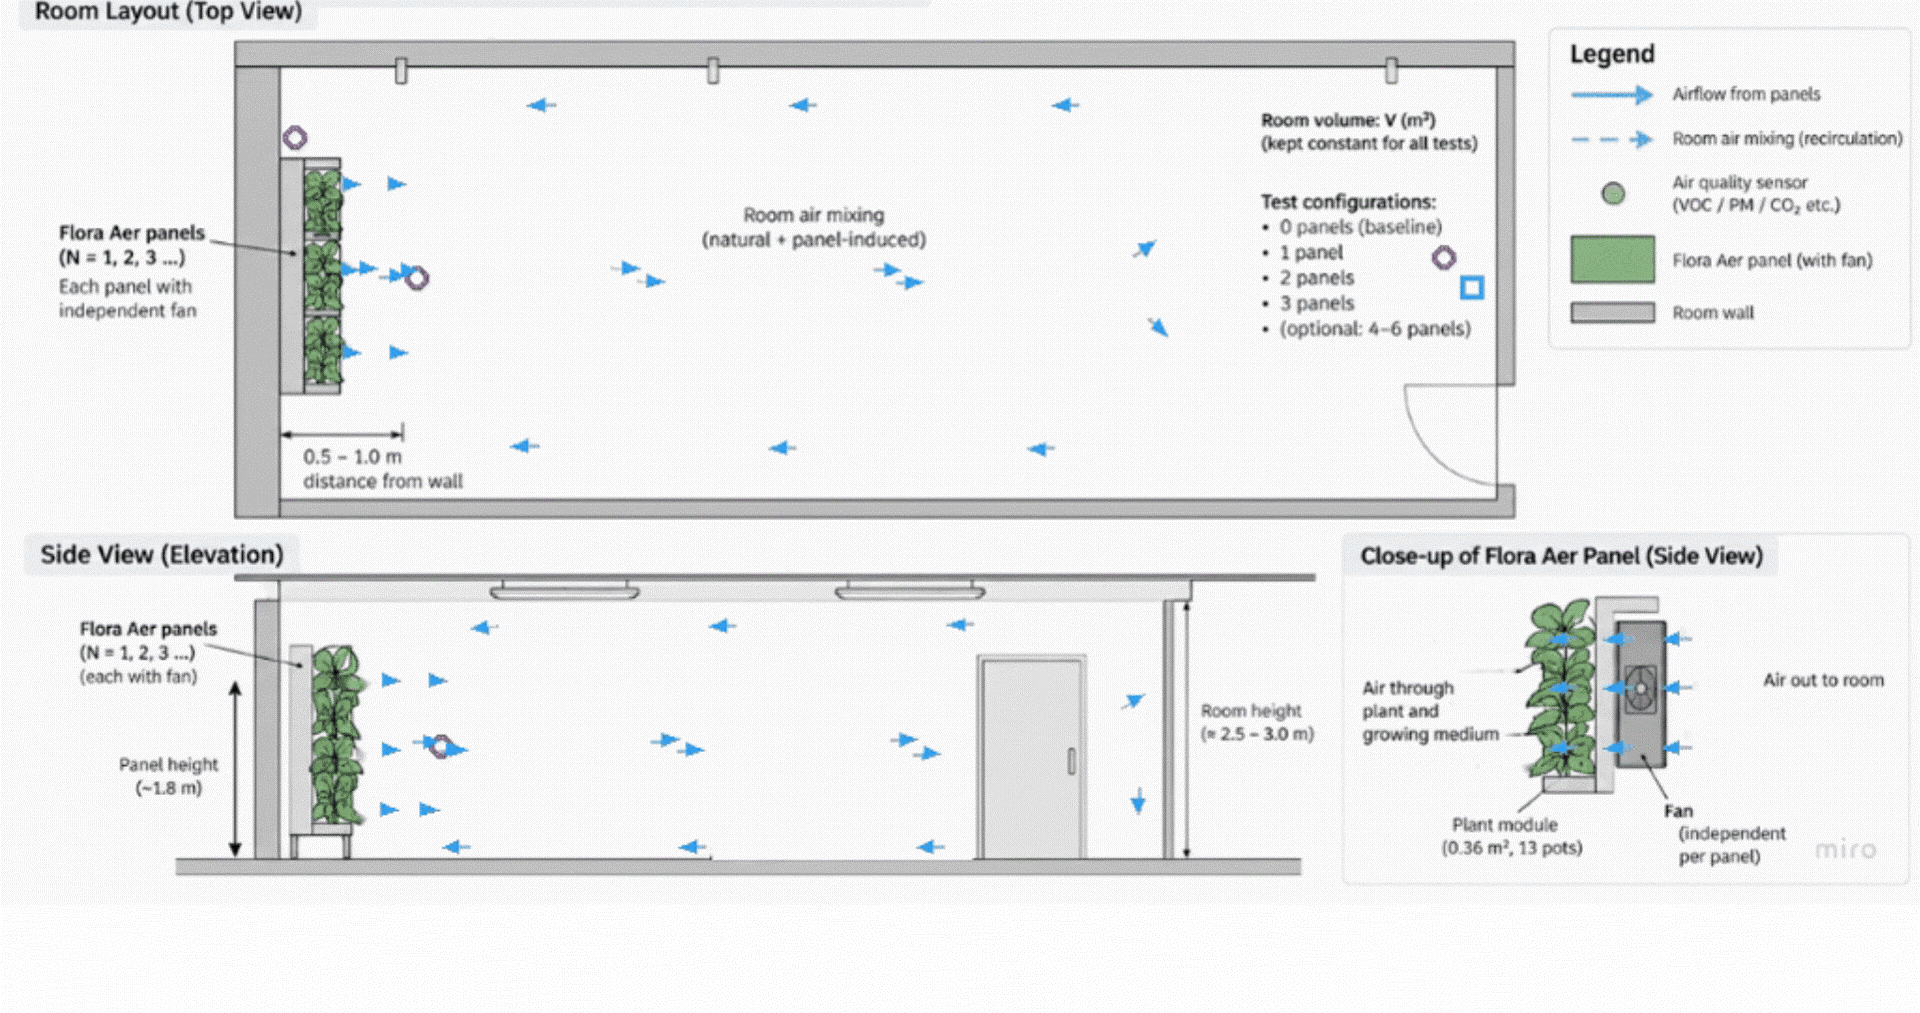 Room Layout (Top View)
Flora Aer panels
(N = 1, 2, 3 ...)
Each panel with
independent fan
Room air mixing
(natural + panel-induced)
Room volume: V (m³)
(kept constant for all tests)
Test configurations:
• 0 panels (baseline)
• 1 panel
• 2 panels
• 3 panels
• (optional: 4–6 panels)
0.5 – 1.0 m
distance from wall
Legend
Airflow from panels
Room air mixing (recirculation)
Air quality sensor
(VOC / PM / CO₂ etc.)
Flora Aer panel (with fan)
Room wall
Side View (Elevation)
Flora Aer panels
(N = 1, 2, 3 ...)
(each with fan)
Panel height
(~1.8 m)
Room height
(≈ 2.5 – 3.0 m)
Close-up of Flora Aer Panel (Side View)
Air through
plant and
growing medium
Air out to room
Plant module
(0.36 m², 13 pots)
Fan
(independent
per panel)
miro